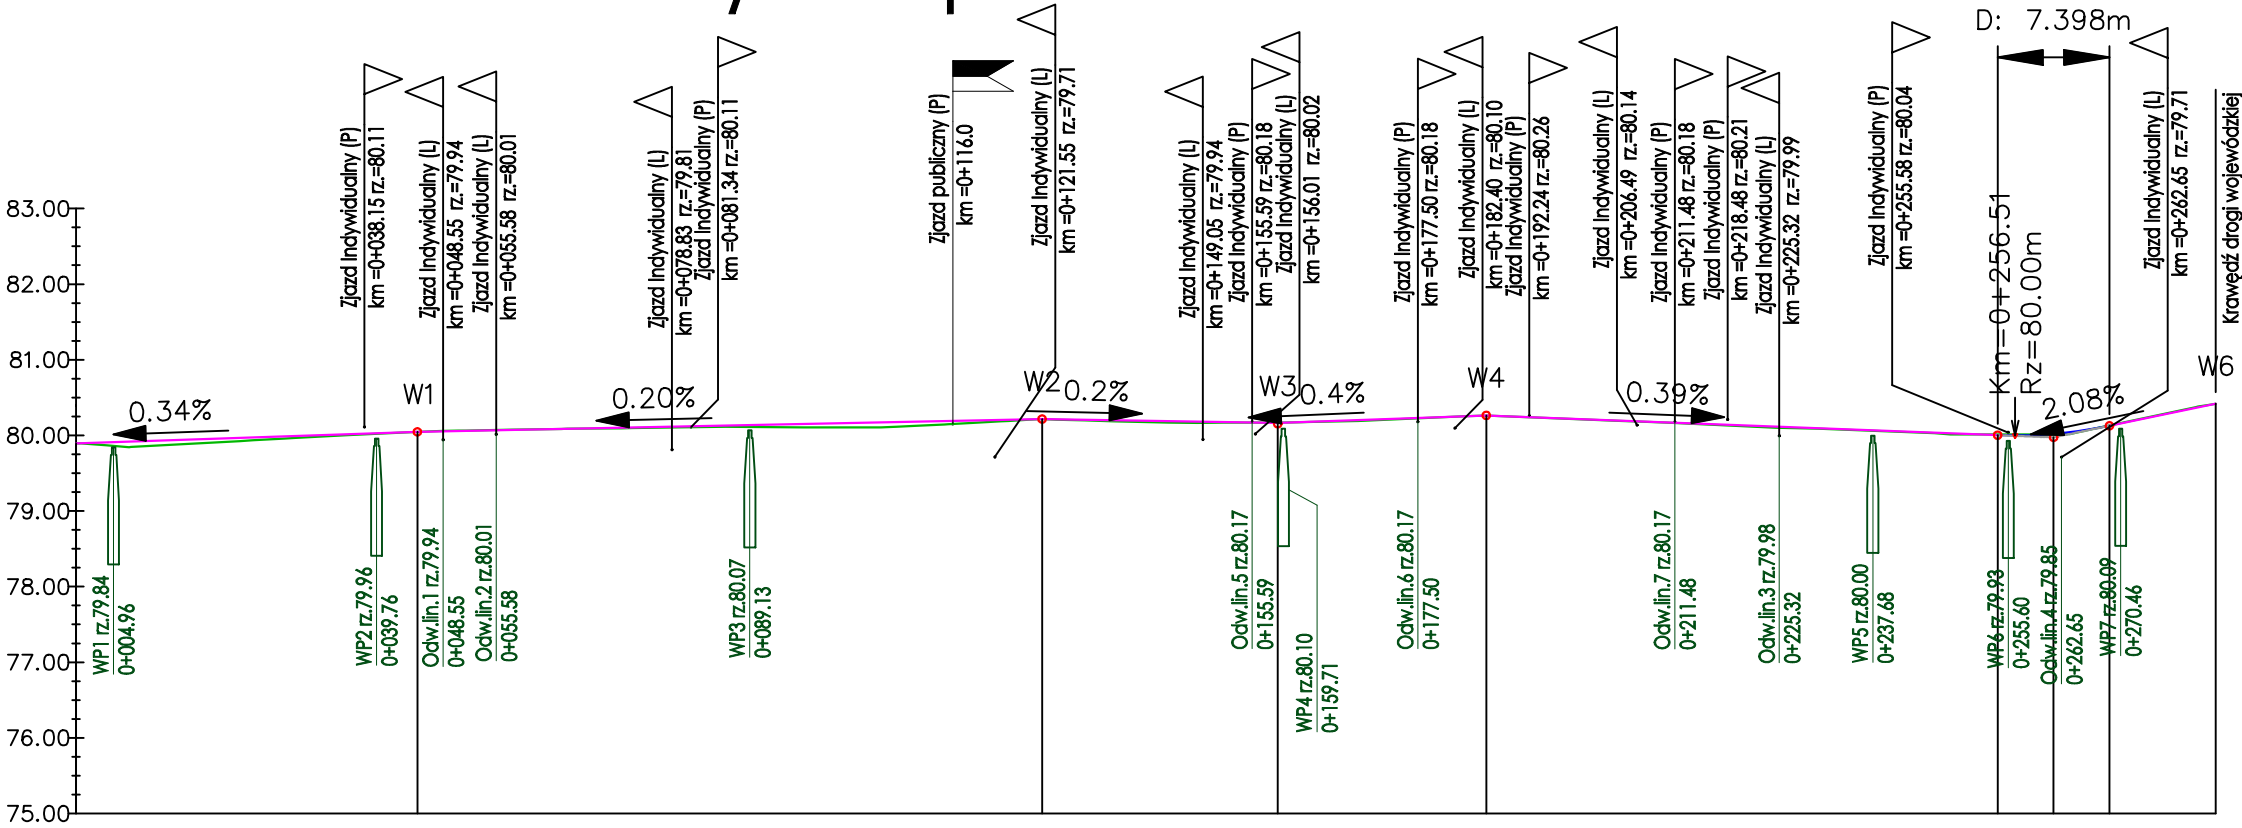 D: 7.398m
Zjazd Indywidualny (P)
km =0+038.15 rz.=80.11
Zjazd Indywidualny (L)
km =0+048.55 rz.=79.94
Zjazd Indywidualny (L)
km =0+055.58 rz.=80.01
Zjazd Indywidualny (L)
km =0+078.83 rz.=79.81
Zjazd Indywidualny (P)
km =0+081.34 rz.=80.11
Zjazd publiczny (P)
km =0+116.0
Zjazd Indywidualny (L)
km =0+121.55 rz.=79.71
Zjazd Indywidualny (L)
km =0+149.05 rz.=79.94
Zjazd Indywidualny (P)
km =0+155.59 rz.=80.18
Zjazd Indywidualny (L)
km =0+156.01 rz.=80.02
Zjazd Indywidualny (P)
km =0+177.50 rz.=80.18
Zjazd Indywidualny (L)
km =0+182.40 rz.=80.10
Zjazd Indywidualny (P)
km =0+192.24 rz.=80.26
Zjazd Indywidualny (L)
km =0+206.49 rz.=80.14
Zjazd Indywidualny (P)
km =0+211.48 rz.=80.18
Zjazd Indywidualny (P)
km =0+218.48 rz.=80.21
Zjazd Indywidualny (L)
km =0+225.32 rz.=79.99
Zjazd Indywidualny (P)
km =0+255.58 rz.=80.04
Km=0+256.51
Rz=80.00m
Zjazd Indywidualny (L)
km =0+262.65 rz.=79.71
Krawędź drogi wojewódzkiej
83.00
82.00
81.00
80.00
79.00
78.00
77.00
76.00
75.00
0.34%
W1
0.20%
W2
0.2%
W3
0.4%
W4
0.39%
2.08%
W6
WP1 rz.79.84
0+004.96
WP2 rz.79.96
0+039.76
Odw.lin.1 rz.79.94
0+048.55
Odw.lin.2 rz.80.01
0+055.58
WP3 rz.80.07
0+089.13
Odw.lin.5 rz.80.17
0+155.59
WP4 rz.80.10
0+159.71
Odw.lin.6 rz.80.17
0+177.50
Odw.lin.7 rz.80.17
0+211.48
Odw.lin.3 rz.79.98
0+225.32
WP5 rz.80.00
0+237.68
WP6 rz.79.93
0+255.60
Odw.lin.4 rz.79.85
0+262.65
WP7 rz.80.09
0+270.46